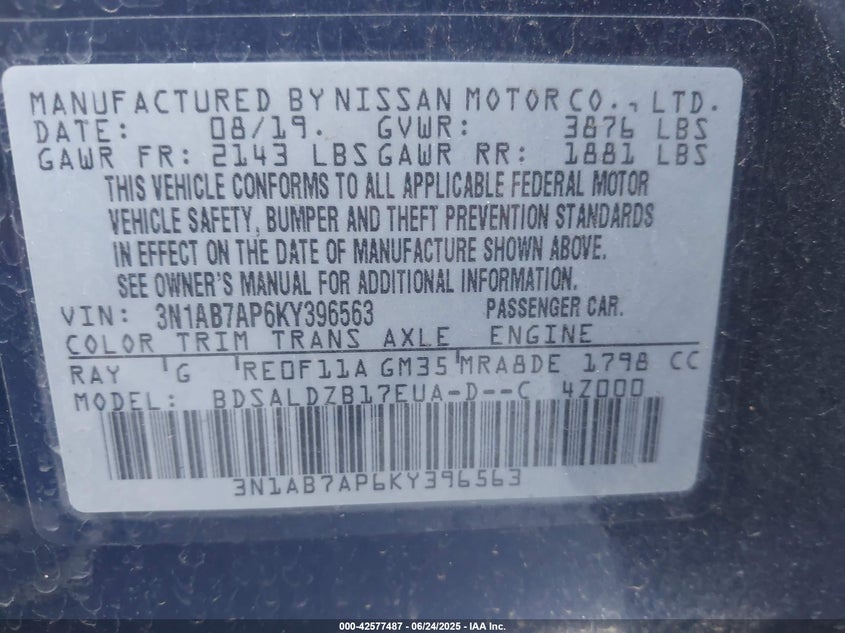 MANUFACTURED BY NISSAN MOTOR CO., LTD.
DATE: 08/19. GVWR: 3876 LBS
GAWR FR: 2143 LBS GAWR RR: 1881 LBS
THIS VEHICLE CONFORMS TO ALL APPLICABLE FEDERAL MOTOR
VEHICLE SAFETY, BUMPER AND THEFT PREVENTION STANDARDS
IN EFFECT ON THE DATE OF MANUFACTURE SHOWN ABOVE.
SEE OWNER'S MANUAL FOR ADDITIONAL INFORMATION.
VIN: 3N1AB7AP6KY396563 PASSENGER CAR.
COLOR TRIM TRANS AXLE ENGINE
RAY G RE0F11A GM35 MRA8DE 1798 CC
MODEL: BDSALDZB17EUA-D--C 4Z000
3N1AB7AP6KY396563
000-42577487 - 06/24/2025 - IAA Inc.